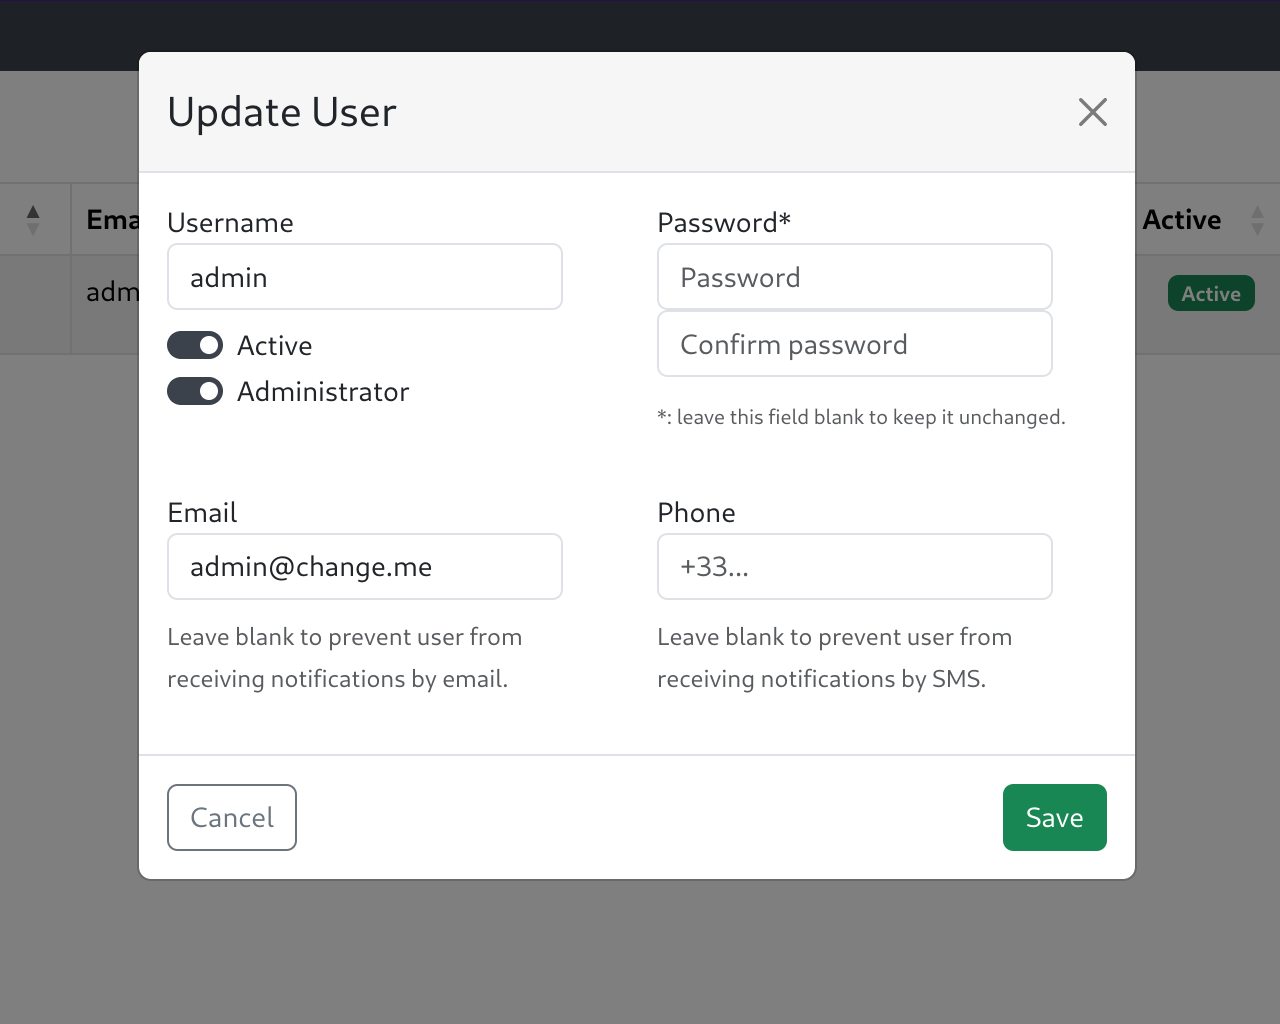 Update User
Ema
Active
Username
Password*
admin
Password
adm
Active
Confirm password
Active
Administrator
*: leave this field blank to keep it unchanged.
Email
Phone
admin@change.me
+33...
Leave blank to prevent user from
receiving notifications by email.
Leave blank to prevent user from
receiving notifications by SMS.
Cancel
Save